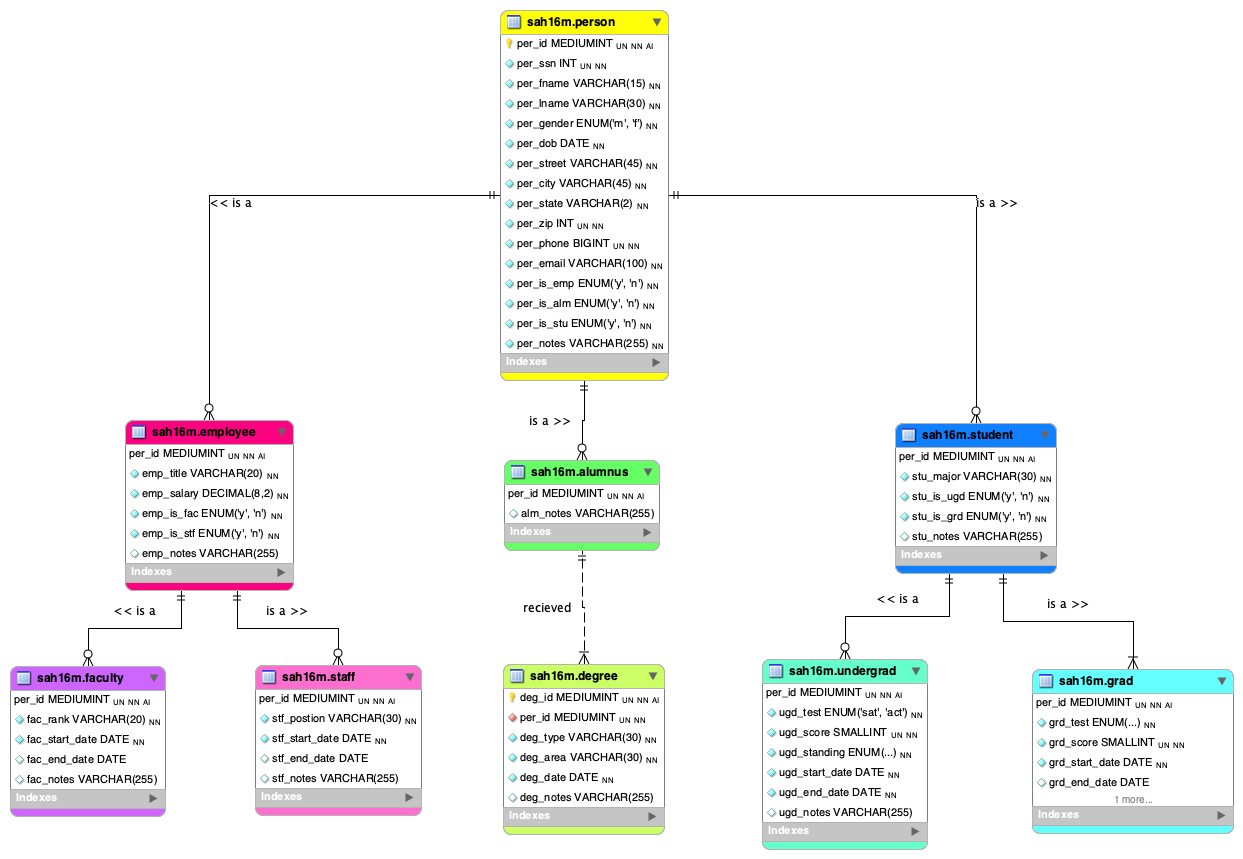 sah16m.person
per_id MEDIUMINT UN NN AI
per_ssn INT UN NN
per_fname VARCHAR(15) NN
per_lname VARCHAR(30) NN
per_gender ENUM('m', 'f') NN
per_dob DATE NN
per_street VARCHAR(45) NN
per_city VARCHAR(45) NN
per_state VARCHAR(2) NN
per_zip INT UN NN
per_phone BIGINT UN NN
per_email VARCHAR(100) NN
per_is_emp ENUM('y', 'n') NN
per_is_alm ENUM('y', 'n') NN
per_is_stu ENUM('y', 'n') NN
per_notes VARCHAR(255) NN
Indexes
<< is a
is a >>
is a >>
sah16m.employee
per_id MEDIUMINT UN NN AI
emp_title VARCHAR(20) NN
emp_salary DECIMAL(8,2) NN
emp_is_fac ENUM('y', 'n') NN
emp_is_stf ENUM('y', 'n') NN
emp_notes VARCHAR(255)
Indexes
sah16m.alumnus
per_id MEDIUMINT UN NN AI
alm_notes VARCHAR(255)
Indexes
sah16m.student
per_id MEDIUMINT UN NN AI
stu_major VARCHAR(30) NN
stu_is_ugd ENUM('y', 'n') NN
stu_is_grd ENUM('y', 'n') NN
stu_notes VARCHAR(255)
Indexes
<< is a
is a >>
recieved
<< is a
is a >>
sah16m.faculty
per_id MEDIUMINT UN NN AI
fac_rank VARCHAR(20) NN
fac_start_date DATE NN
fac_end_date DATE
fac_notes VARCHAR(255)
Indexes
sah16m.staff
per_id MEDIUMINT UN NN AI
stf_postion VARCHAR(30) NN
stf_start_date DATE NN
stf_end_date DATE
stf_notes VARCHAR(255)
Indexes
sah16m.degree
deg_id MEDIUMINT UN NN AI
per_id MEDIUMINT UN NN
deg_type VARCHAR(30) NN
deg_area VARCHAR(30) NN
deg_date DATE NN
deg_notes VARCHAR(255)
Indexes
sah16m.undergrad
per_id MEDIUMINT UN NN AI
ugd_test ENUM('sat', 'act') NN
ugd_score SMALLINT UN NN
ugd_standing ENUM(...) NN
ugd_start_date DATE NN
ugd_end_date DATE NN
ugd_notes VARCHAR(255)
Indexes
sah16m.grad
per_id MEDIUMINT UN NN AI
grd_test ENUM(...) NN
grd_score SMALLINT UN NN
grd_start_date DATE NN
grd_end_date DATE
1 more...
Indexes